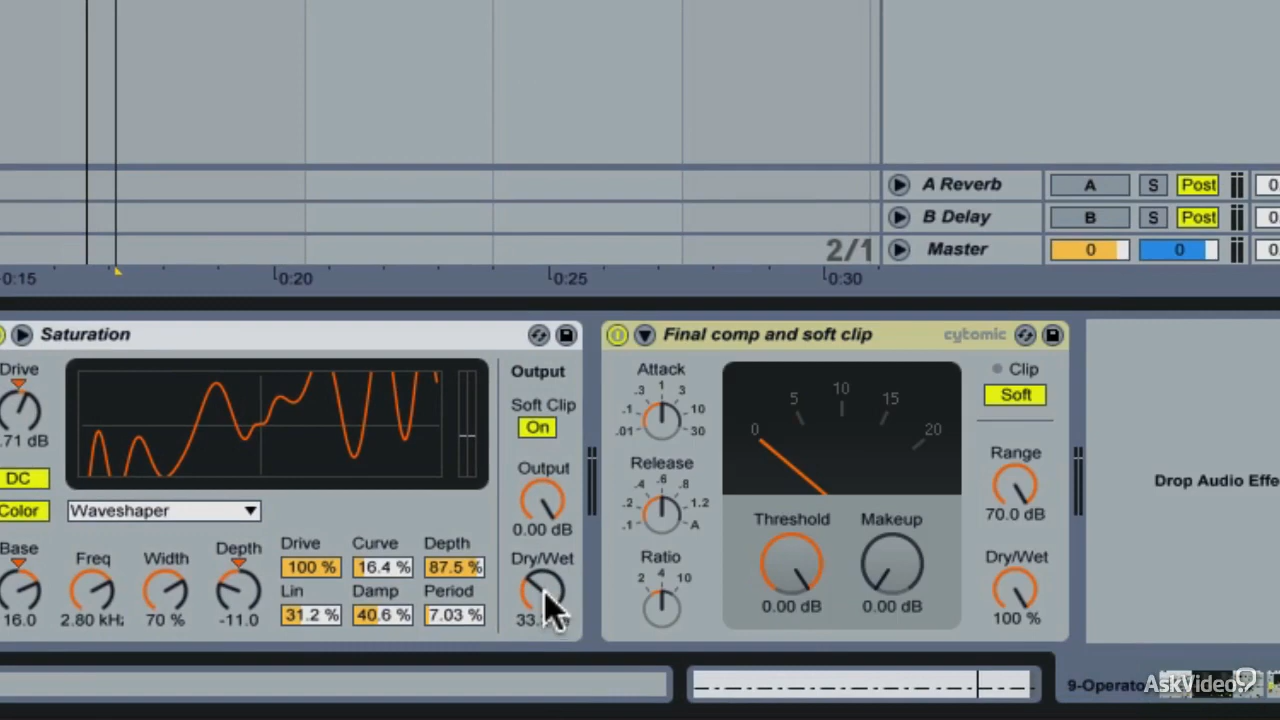 A Reverb A S Post
B Delay B S Post
2/1 Master 0 0
0:15 0:20 0:25 0:30
Saturation
Drive
.71 dB
DC
Color
Waveshaper
Base Freq Width Depth
16.0 2.80 kHz 70 % -11.0
Drive Curve Depth
100 % 16.4 % 87.5 %
Lin Damp Period
31.2 % 40.6 % 7.03 %
Output
Soft Clip
On
Output
0.00 dB
Dry/Wet
Final comp and soft clip cytomic
Attack
.01 .1 .3 1 3 10 30
Release
.1 .2 .4 .6 .8 1.2 A
Ratio
2 4 10
0 5 10 15 20
Threshold Makeup
0.00 dB 0.00 dB
Clip
Soft
Range
70.0 dB
Dry/Wet
100 %
Drop Audio Effe
9-Operato
AskVideo